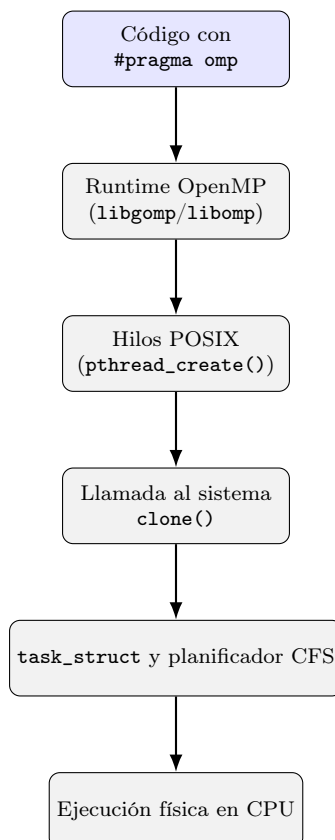 Código con
#pragma omp
Runtime OpenMP
(libgomp/libomp)
Hilos POSIX
(pthread_create())
Llamada al sistema
clone()
task_struct y planificador CFS
Ejecución física en CPU